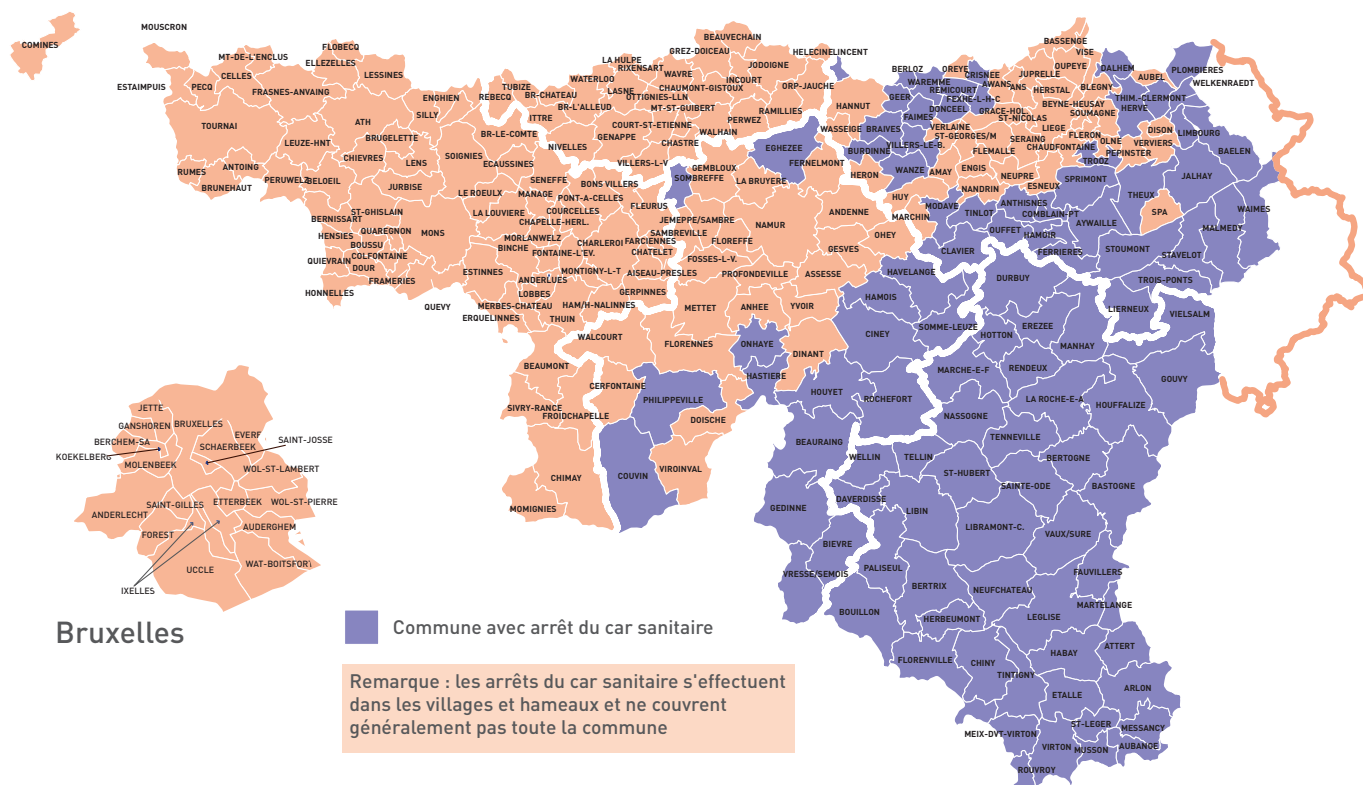 COMINES
MOUSCRON
MT-DE-L'ENCLUS
FLOBECQ
ELLEZELLES
CELLES
LESSINES
ESTAIMPUIS
PECQ
FRASNES-ANVAING
ENGHIEN
SILLY
TOURNAI
ATH
BRUGELETTE
LEUZE-HNT
CHIEVRES
LENS
SOIGNIES
ANTOING
RUMES
BRUNEHAUT
PERUWELZ
BELOEIL
JURBISE
ST-GHISLAIN
BERNISSART
QUAREGNON
HENSIES
BOUSSU
MONS
COLFONTAINE
QUIEVRAIN
DOUR
FRAMERIES
HONNELLES
QUEVY
REBECQ
TUBIZE
BR-CHATEAU
ITTRE
BR-LE-COMTE
ECAUSSINES
NIVELLES
SENEFFE
LE ROEULX
MANAGE
LA LOUVIERE
CHAPELLE-HERL.
MORLANWELZ
BINCHE
ESTINNES
ANDERLUES
LOBBES
MERBES-CHATEAU
ERQUELINNES
THUIN
BONS VILLERS
PONT-A-CELLES
COURCELLES
FLEURUS
CHARLEROI
FARCIENNES
CHATELET
FONTAINE-L'EV.
MONTIGNY-L-T
AISEAU-PRESLES
GERPINNES
HAM/H-NALINNES
WALCOURT
BEAUMONT
SIVRY-RANCE
FROIDCHAPELLE
CERFONTAINE
CHIMAY
MOMIGNIES
BEAUVECHAIN
GREZ-DOICEAU
LA HULPE
RIXENSART
WATERLOO
LASNE
WAVRE
JODOIGNE
INCOURT
CHAUMONT-GISTOUX
OTTIGNIES-LLN
BR-L'ALLEUD
MT-ST-GUIBERT
ORP-JAUCHE
RAMILLIES
PERWEZ
COURT-ST-ETIENNE
GENAPPE
WALHAIN
CHASTRE
VILLERS-L-V
HELECINE
LINCENT
HANNUT
WASSEIGE
EGHEZEE
FERNELMONT
GEMBLOUX
SOMBREFFE
LA BRUYERE
NAMUR
ANDENNE
OHEY
GESVES
ASSESSE
JEMEPPE/SAMBRE
SAMBREVILLE
FLOREFFE
FOSSES-L-V.
PROFONDEVILLE
METTET
ANHEE
YVOIR
FLORENNES
ONHAYE
DINANT
HASTIERE
PHILIPPEVILLE
DOISCHE
COUVIN
VIROINVAL
HAVELANGE
HAMOIS
CINEY
SOMME-LEUZE
HOUYET
ROCHEFORT
BEAURAING
GEDINNE
BIEVRE
VRESSE/SEMOIS
BERLOZ
WAREMME
OREYE
CRISNEE
GEER
REMICOURT
FEXHE-L-H-C
DONCEEL
FAIMES
BRAIVES
VERLAINE
VILLERS-LE-B.
BURDINNE
WANZE
HERON
AMAY
HUY
MARCHIN
ST-GEORGES/M
ENGIS
NANDRIN
NEUPRE
FLEMALLE
SERAING
GRACE-HOL
ST-NICOLAS
LIEGE
AWANS
ANS
JUPRELLE
BASSENGE
VISE
OUPEYE
HERSTAL
DALHEM
BLEGNY
BEYNE-HEUSAY
SOUMAGNE
FLERON
OLNE
CHAUDFONTAINE
TROOZ
PEPINSTER
ESNEUX
SPRIMONT
AUBEL
PLOMBIERES
WELKENRAEDT
THIM-CLERMONT
HERVE
DISON
VERVIERS
LIMBOURG
BAELEN
JALHAY
THEUX
SPA
WAIMES
MALMEDY
STAVELOT
STOUMONT
TROIS-PONTS
LIERNEUX
MODAVE
TINLOT
ANTHISNES
COMBLAIN-PT
OUFFET
HAMOIR
AYWAILLE
CLAVIER
FERRIERES
DURBUY
VIELSALM
EREZEE
HOTTON
MANHAY
MARCHE-E-F
RENDEUX
GOUVY
LA ROCHE-E-A
HOUFFALIZE
NASSOGNE
TENNEVILLE
BERTOGNE
WELLIN
TELLIN
ST-HUBERT
SAINTE-ODE
BASTOGNE
DAVERDISSE
LIBIN
LIBRAMONT-C.
VAUX/SURE
PALISEUL
BERTRIX
NEUFCHATEAU
FAUVILLERS
MARTELANGE
BOUILLON
HERBEUMONT
LEGLISE
FLORENVILLE
CHINY
HABAY
ATTERT
TINTIGNY
ETALLE
ARLON
ST-LEGER
MESSANCY
MEIX-DVT-VIRTON
VIRTON
MUSSON
AUBANGE
ROUVROY
JETTE
GANSHOREN
BRUXELLES
EVERE
BERCHEM-SA
SCHAERBEEK
SAINT-JOSSE
KOEKELBERG
MOLENBEEK
WOL-ST-LAMBERT
SAINT-GILLES
ETTERBEEK
WOL-ST-PIERRE
ANDERLECHT
AUDERGHEM
FOREST
UCCLE
WAT-BOITSFORT
IXELLES
Bruxelles
Commune avec arrêt du car sanitaire
Remarque : les arrêts du car sanitaire s'effectuent
dans les villages et hameaux et ne couvrent
généralement pas toute la commune